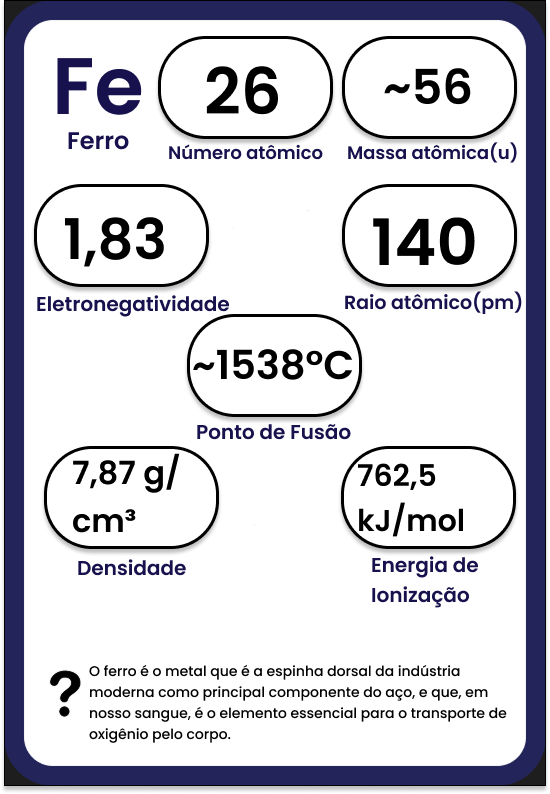 Fe
Ferro
26
Número atômico
~56
Massa atômica(u)
1,83
Eletronegatividade
140
Raio atômico(pm)
~1538°C
Ponto de Fusão
7,87 g/
cm³
Densidade
762,5
kJ/mol
Energia de
Ionização
?
O ferro é o metal que é a espinha dorsal da indústria
moderna como principal componente do aço, e que, em
nosso sangue, é o elemento essencial para o transporte de
oxigênio pelo corpo.